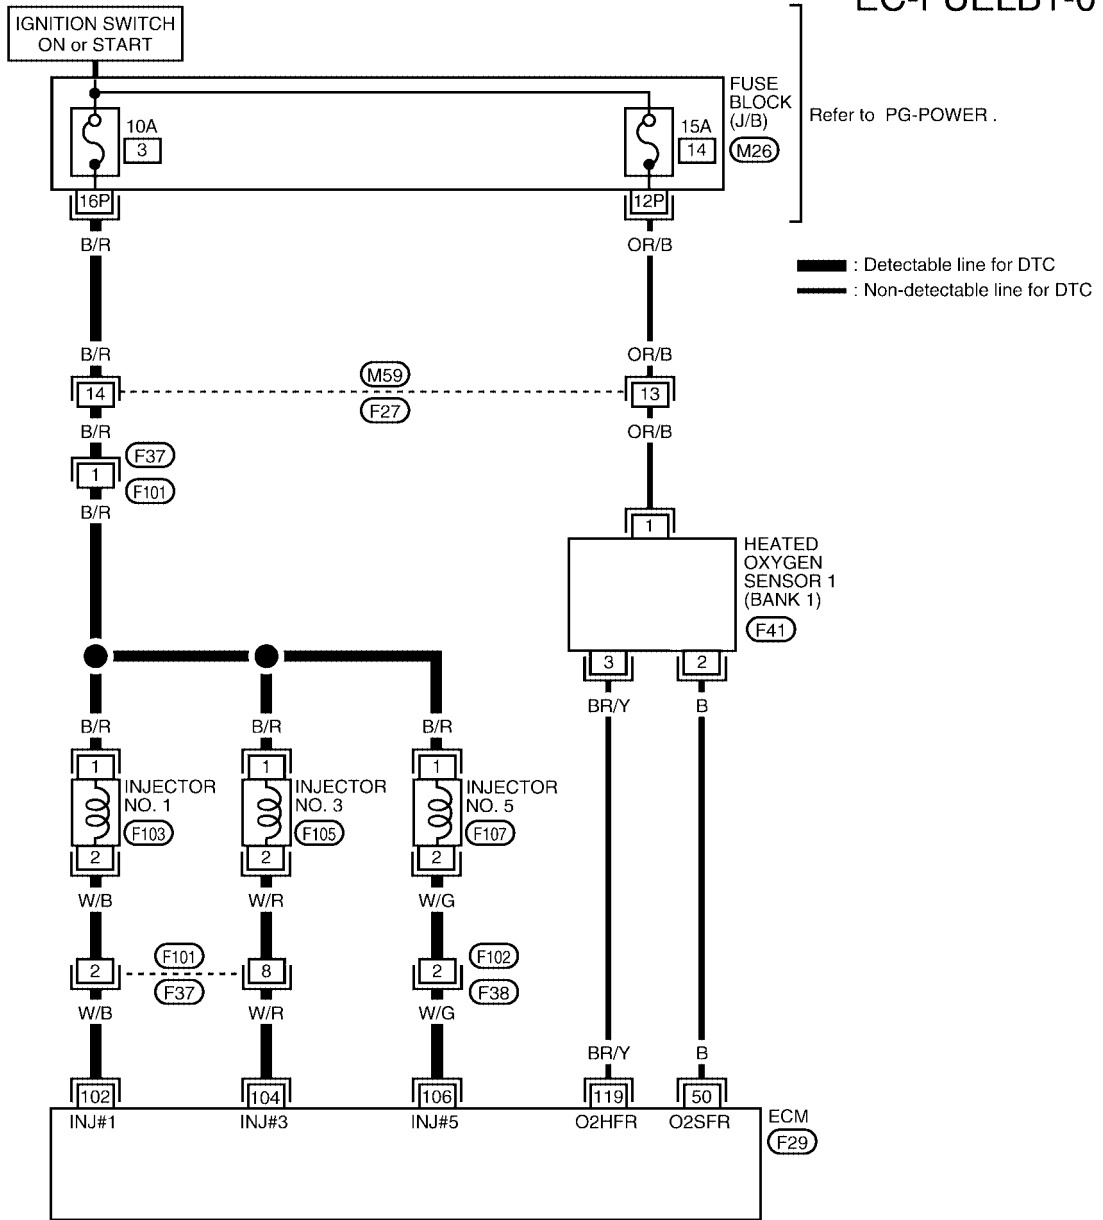 EC-FUELB1-0
IGNITION SWITCH
ON or START
FUSE
BLOCK
(J/B)
M26
Refer to PG-POWER .
10A
3
15A
14
16P
12P
B/R
OR/B
: Detectable line for DTC
: Non-detectable line for DTC
B/R
OR/B
14
M59
F27
13
B/R
OR/B
1
F37
F101
B/R
1
HEATED
OXYGEN
SENSOR 1
(BANK 1)
F41
3
2
BR/Y
B
B/R
B/R
B/R
1
1
1
INJECTOR
NO. 1
F103
INJECTOR
NO. 3
F105
INJECTOR
NO. 5
F107
2
2
2
W/B
W/R
W/G
2
F101
F37
8
2
F102
F38
W/B
W/R
W/G
BR/Y
B
102
104
106
119
50
INJ#1
INJ#3
INJ#5
O2HFR
O2SFR
ECM
F29